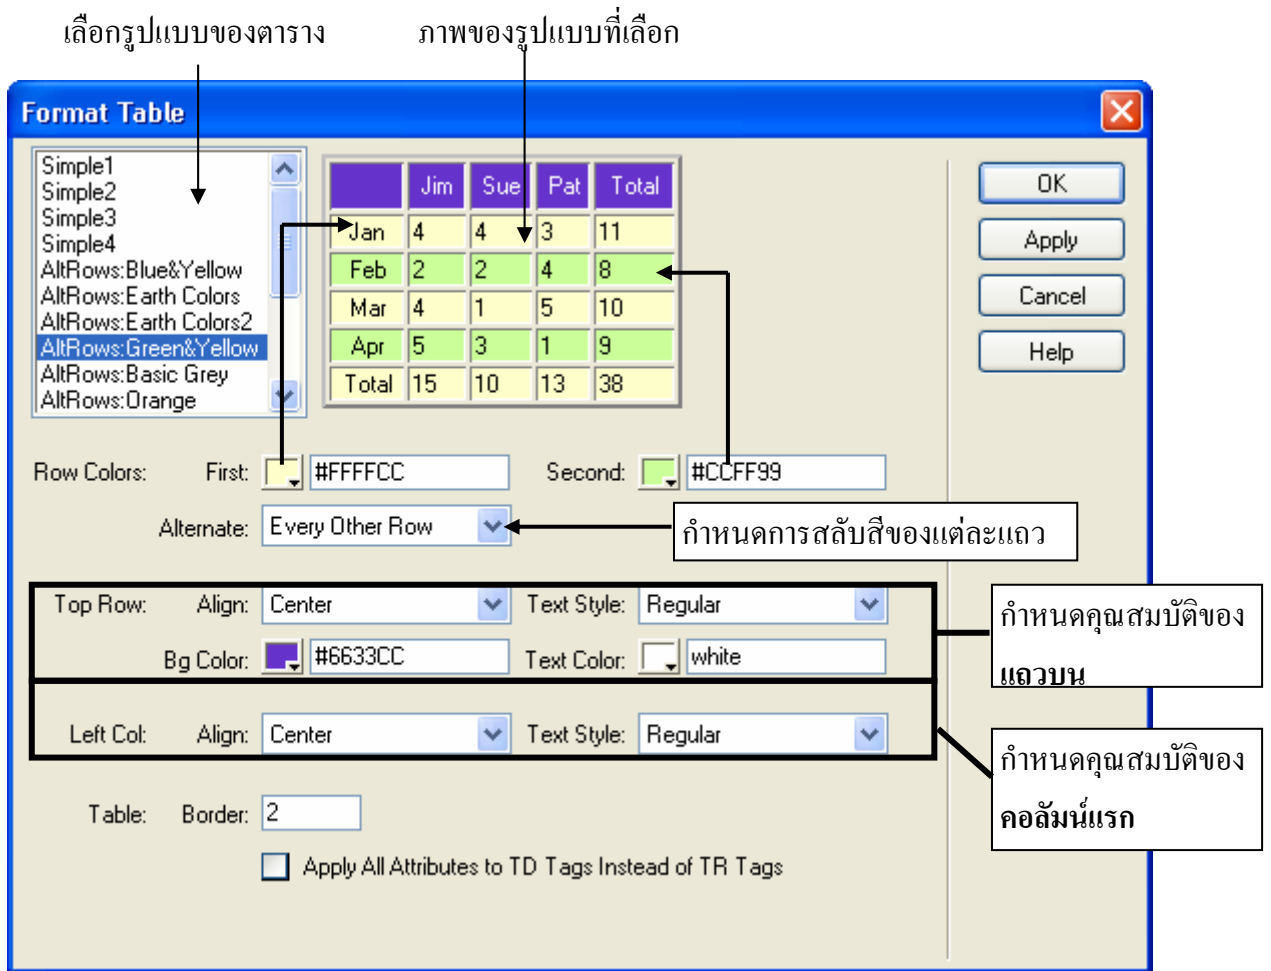 เลือกรูปแบบของตาราง ภาพของรูปแบบที่เลือก
Format Table
Simple1
Simple2
Simple3
Simple4
AltRows:Blue&Yellow
AltRows:Earth Colors
AltRows:Earth Colors2
AltRows:Green&Yellow
AltRows:Basic Grey
AltRows:Orange
Jim Sue Pat Total
Jan 4 4 3 11
Feb 2 2 4 8
Mar 4 1 5 10
Apr 5 3 1 9
Total 15 10 13 38
OK
Apply
Cancel
Help
Row Colors: First: #FFFFCC Second: #CCFF99
Alternate: Every Other Row
กำหนดการสลับสีของแต่ละแถว
Top Row: Align: Center Text Style: Regular
Bg Color: #6633CC Text Color: white
กำหนดคุณสมบัติของ
แถวบน
Left Col: Align: Center Text Style: Regular
กำหนดคุณสมบัติของ
คอลัมน์แรก
Table: Border: 2
Apply All Attributes to TD Tags Instead of TR Tags